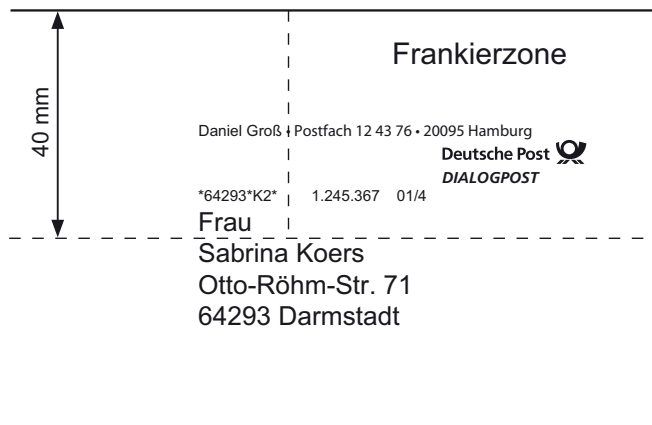 Frankierzone
40 mm
Daniel Groß • Postfach 12 43 76 • 20095 Hamburg
Deutsche Post
DIALOGPOST
*64293*K2* 1.245.367 01/4
Frau
Sabrina Koers
Otto-Röhm-Str. 71
64293 Darmstadt